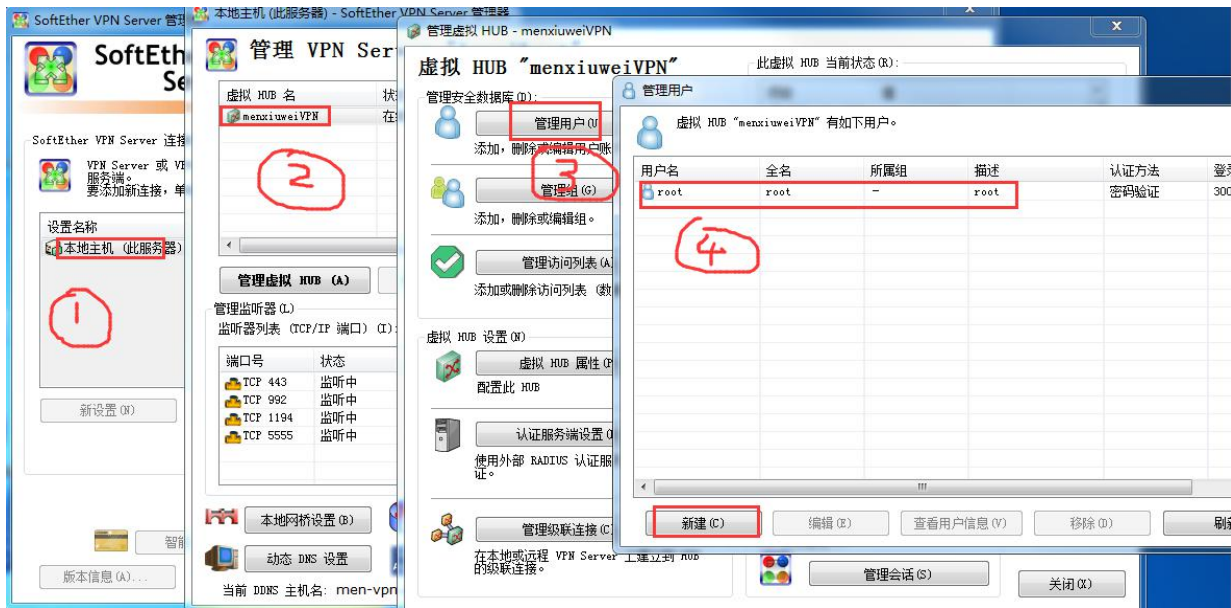 SoftEther VPN Server 管
SoftEth
Se
SoftEther VPN Server 连接
VPN Server 或
服务端。
要添加新连接，单
设置名称
本地主机 (此服务器)
①
新设置(N)
智能
版本信息(A)...
本地主机 (此服务器) - SoftEther VPN Server 管理器
管理 VPN Ser
虚拟 HUB 名
menxiuweiVPN
②
管理虚拟 HUB (A)
管理监听器(L)
监听器列表 (TCP/IP 端口) (I):
端口号 状态
TCP 443 监听中
TCP 992 监听中
TCP 1194 监听中
TCP 5555 监听中
本地网桥设置(B)
动态 DNS 设置
当前 DDNS 主机名: men-vpn
管理虚拟 HUB - menxiuweiVPN
虚拟 HUB "menxiuweiVPN"
此虚拟 HUB 当前状态(R):
管理安全数据库(D):
管理用户(U
添加，删除或编辑用户账
③
管理组(G)
添加，删除或编辑组。
管理访问列表(A
添加或删除访问列表 (数
虚拟 HUB 设置(N)
虚拟 HUB 属性(P
配置此 HUB
认证服务端设置(
使用外部 RADIUS 认证服
证。
管理级联连接(C
在本地或远程 VPN Server 上建立到 HUB
的级联连接。
管理会话(S)
关闭(X)
管理用户
虚拟 HUB "menxiuweiVPN" 有如下用户。
用户名 全名 所属组 描述 认证方法 登录
root root - root 密码验证 300
④
新建(C) 编辑(E) 查看用户信息(V) 移除(D) 刷新